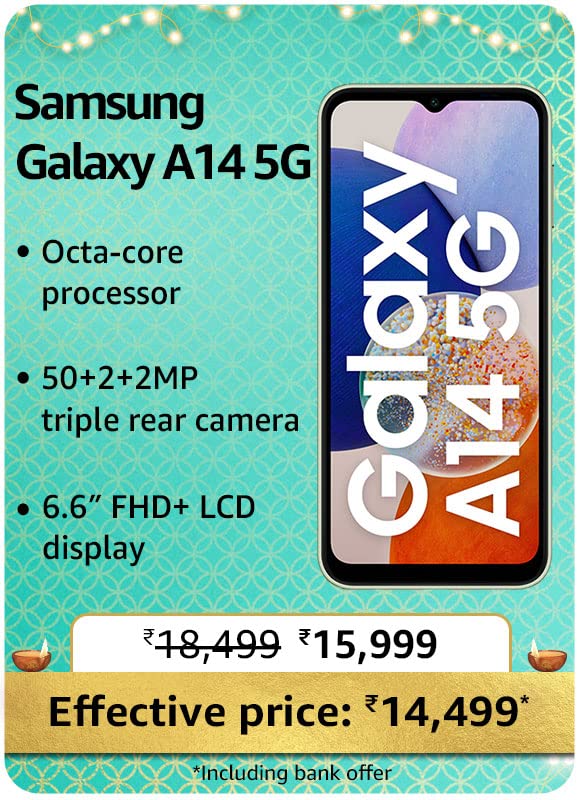 Samsung
Galaxy A14 5G
• Octa-core
processor
• 50+2+2MP
triple rear camera
• 6.6” FHD+ LCD
display
Galaxy
A14 5G
₹18,499 ₹15,999
Effective price: ₹14,499*
*Including bank offer